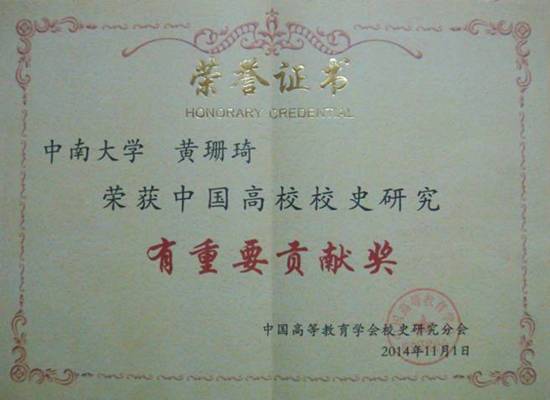 荣誉证书
HONORARY CREDENTIAL
中南大学 黄珊琦
荣获中国高校校史研究
有重要贡献奖
中国高等教育学会校史研究分会
2014年11月1日